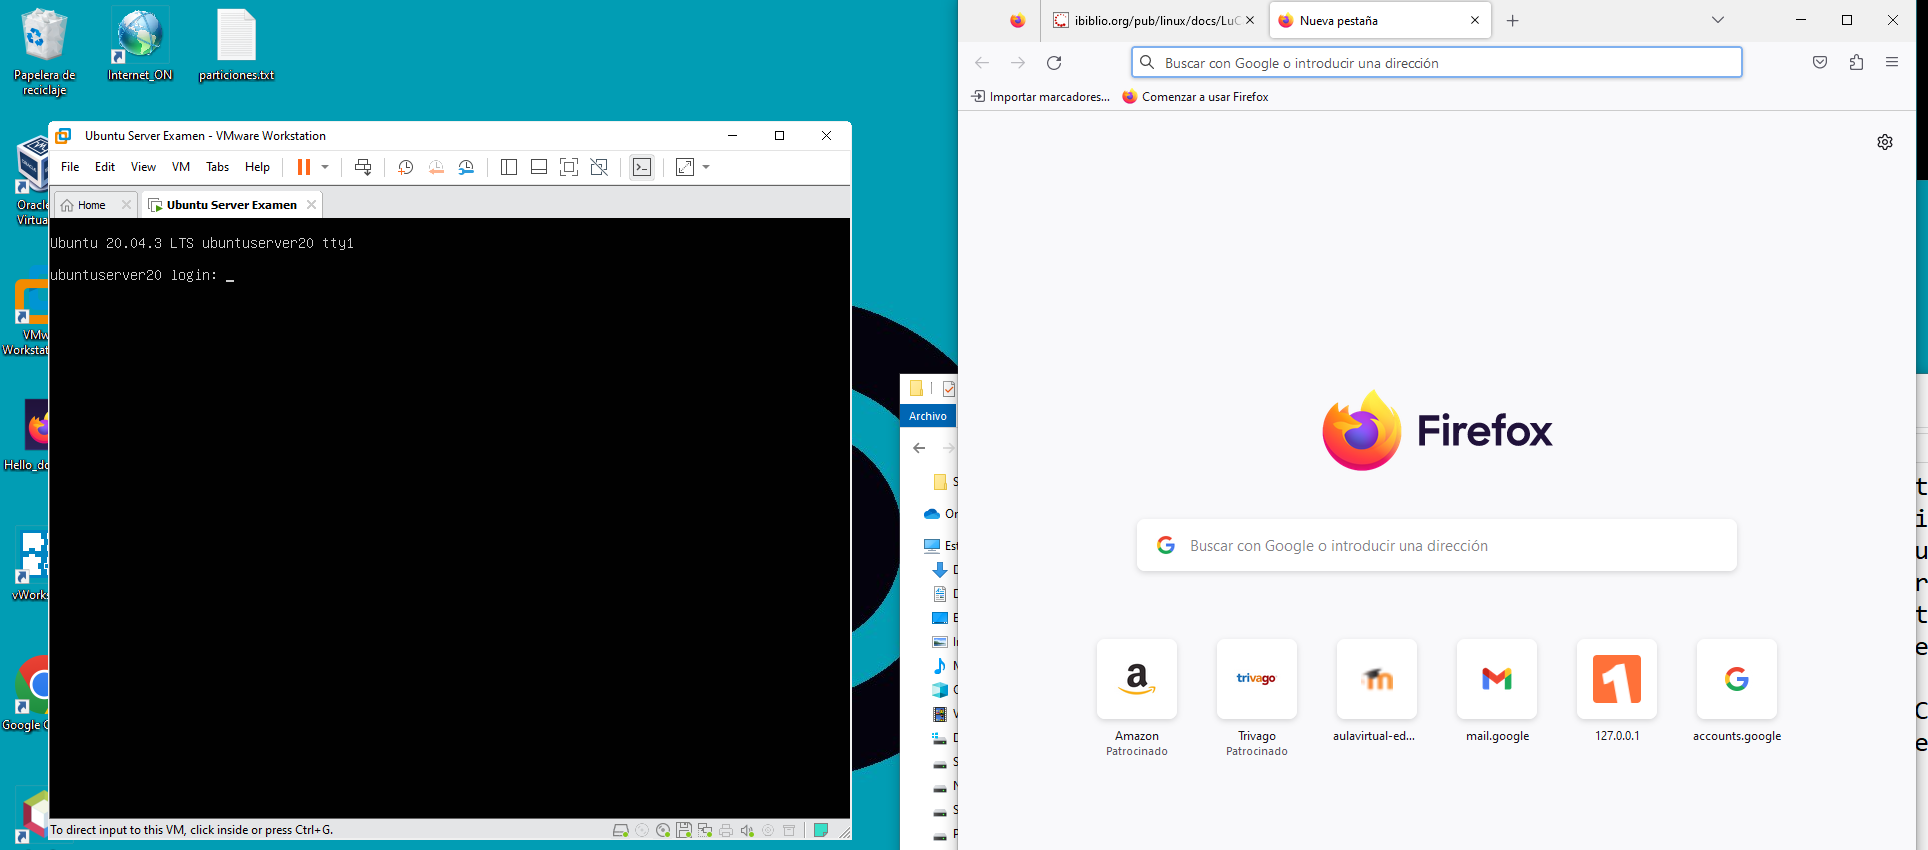 Papelera de
reciclaje
Internet_ON
particiones.txt
Oracle
Virtua
VMw
Workstat
Hello_do
vWorks
Google C
Ubuntu Server Examen - VMware Workstation
File Edit View VM Tabs Help
Home
Ubuntu Server Examen
Ubuntu 20.04.3 LTS ubuntuserver20 tty1
ubuntuserver20 login: _
To direct input to this VM, click inside or press Ctrl+G.
Archivo
S
On
Est
D
D
E
M
V
D
S
N
S
P
ibiblio.org/pub/linux/docs/LuC
Nueva pestaña
Buscar con Google o introducir una dirección
Importar marcadores...
Comenzar a usar Firefox
Firefox
Buscar con Google o introducir una dirección
Amazon
Patrocinado
Trivago
Patrocinado
aulavirtual-ed...
mail.google
127.0.0.1
accounts.google
trivago
t
i
u
r
t
e
C
e